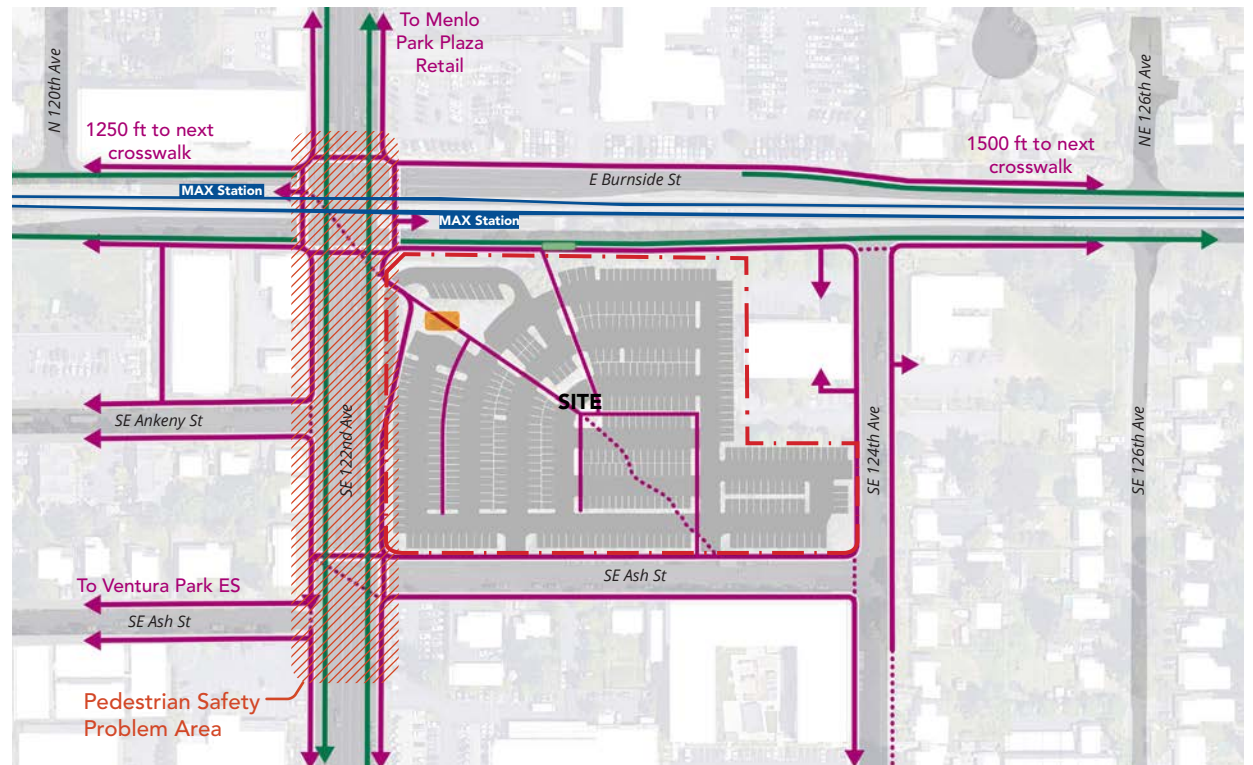 To Menlo
Park Plaza
Retail
N 120th Ave
NE 126th Ave
1250 ft to next
crosswalk
1500 ft to next
crosswalk
E Burnside St
MAX Station
MAX Station
SITE
SE Ankeny St
SE 122nd Ave
SE 124th Ave
SE 126th Ave
SE Ash St
To Ventura Park ES
SE Ash St
Pedestrian Safety
Problem Area